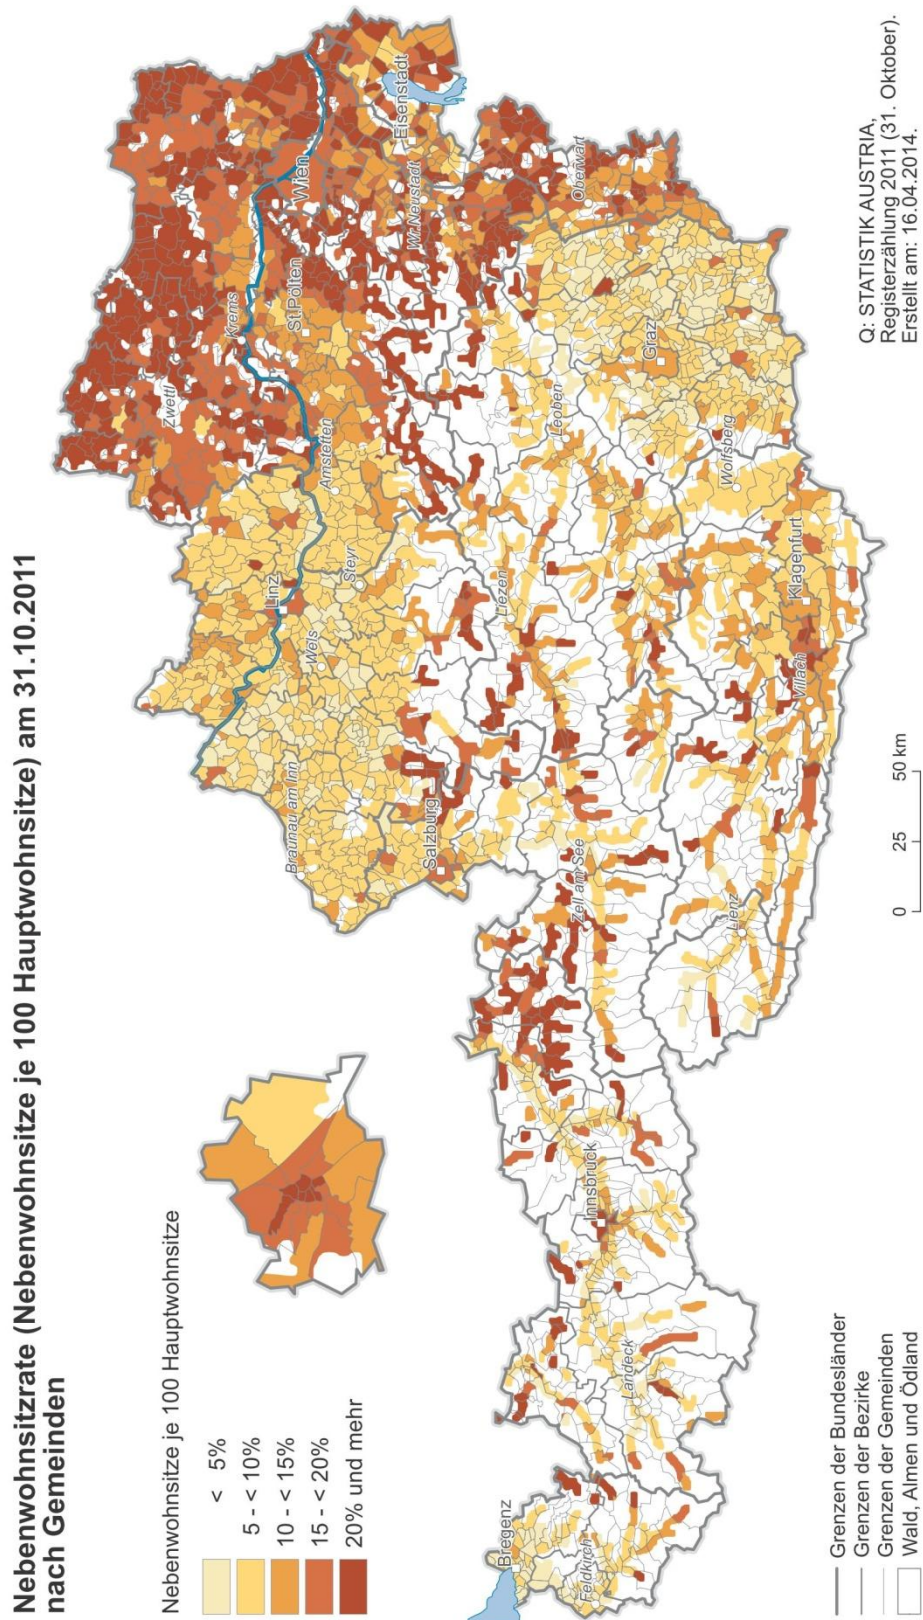 Nebenwohnsitzrate (Nebenwohnsitze je 100 Hauptwohnsitze) am 31.10.2011
nach Gemeinden
Nebenwohnsitze je 100 Hauptwohnsitze
< 5%
5 - < 10%
10 - < 15%
15 - < 20%
20% und mehr
Zwettl
Krems
Linz
Braunau am Inn
Wels
Amstetten
St.Pölten
Wien
Steyr
Salzburg
Wr.Neustadt
Eisenstadt
Liezen
Leoben
Oberwart
Bregenz
Feldkirch
Landeck
Innsbruck
Zell am See
Graz
Lienz
Wolfsberg
Villach
Klagenfurt
Grenzen der Bundesländer
Grenzen der Bezirke
Grenzen der Gemeinden
Wald, Almen und Ödland
0 25 50 km
Q: STATISTIK AUSTRIA,
Registerzählung 2011 (31. Oktober).
Erstellt am: 16.04.2014.